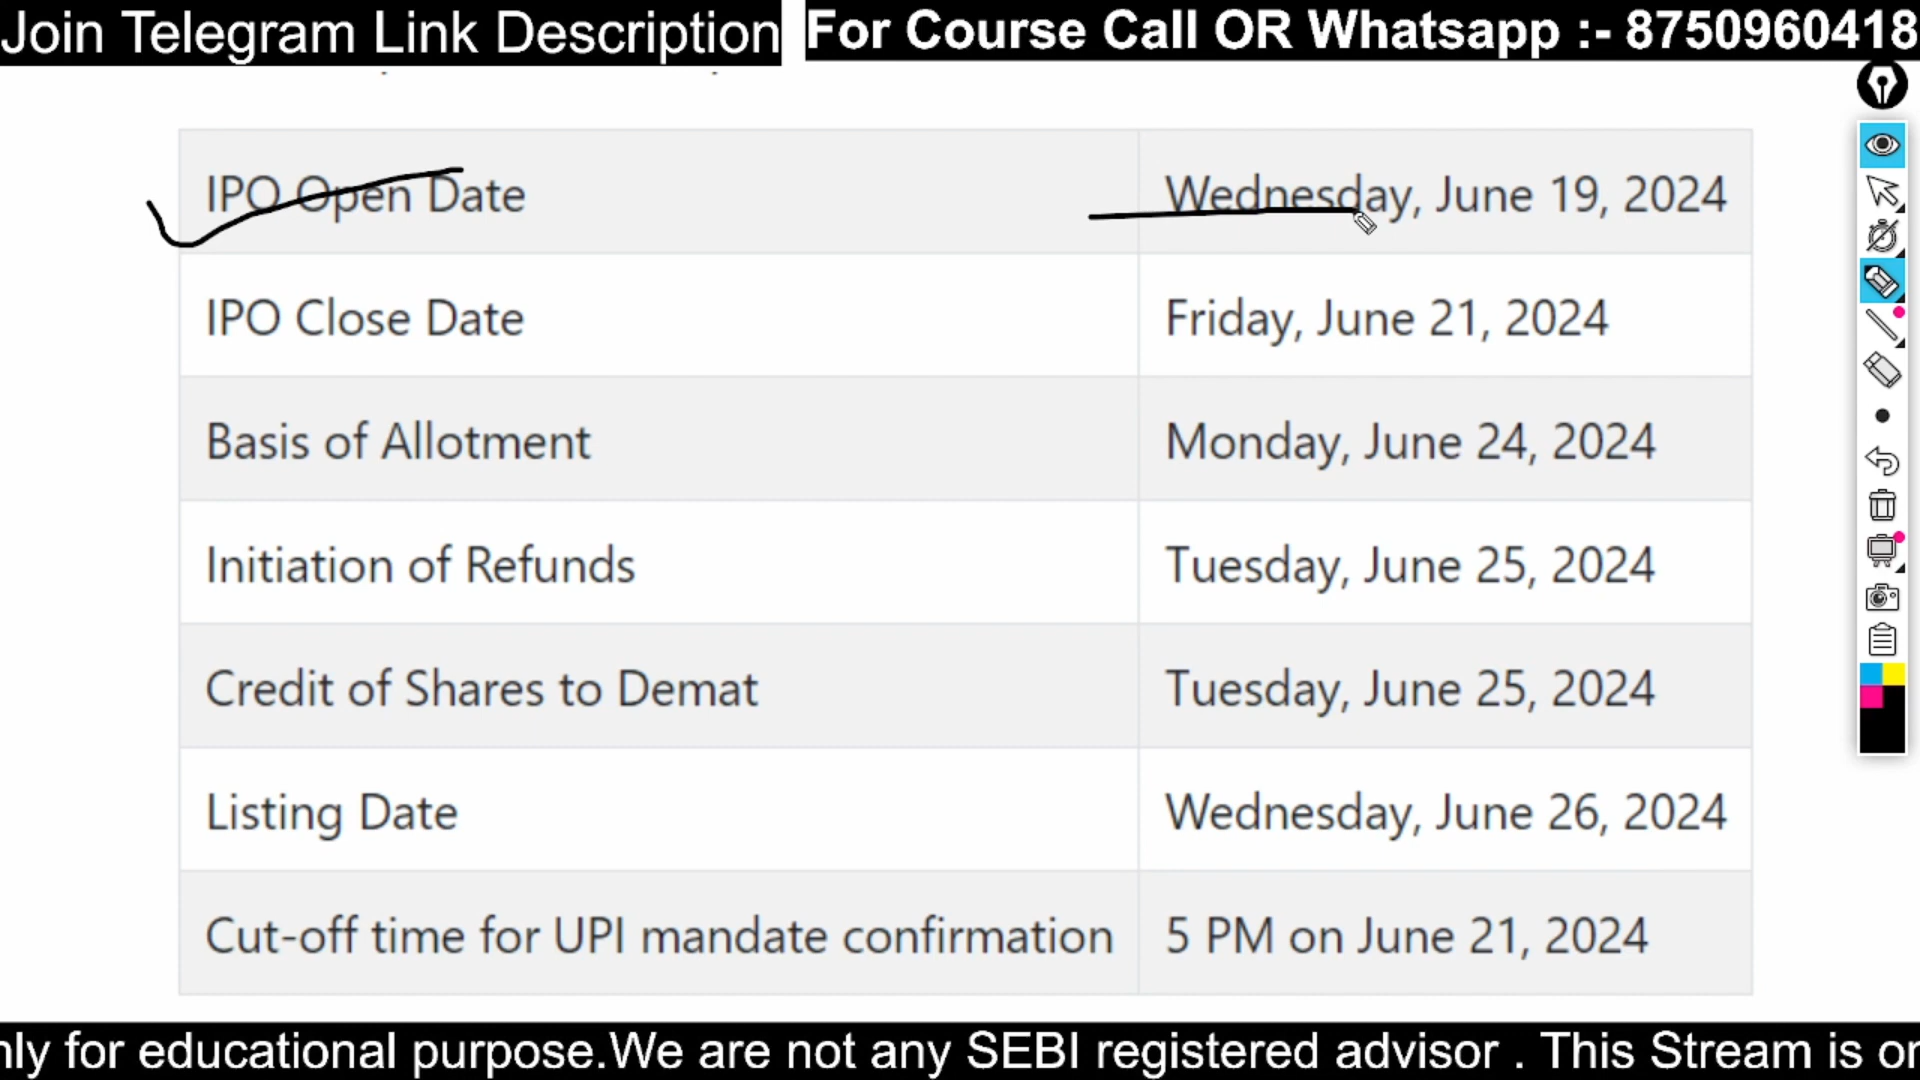 Join Telegram Link Description
For Course Call OR Whatsapp :- 8750960418
IPO Open Date Wednesday, June 19, 2024
IPO Close Date Friday, June 21, 2024
Basis of Allotment Monday, June 24, 2024
Initiation of Refunds Tuesday, June 25, 2024
Credit of Shares to Demat Tuesday, June 25, 2024
Listing Date Wednesday, June 26, 2024
Cut-off time for UPI mandate confirmation 5 PM on June 21, 2024
for educational purpose.We are not any SEBI registered advisor . This Stream is